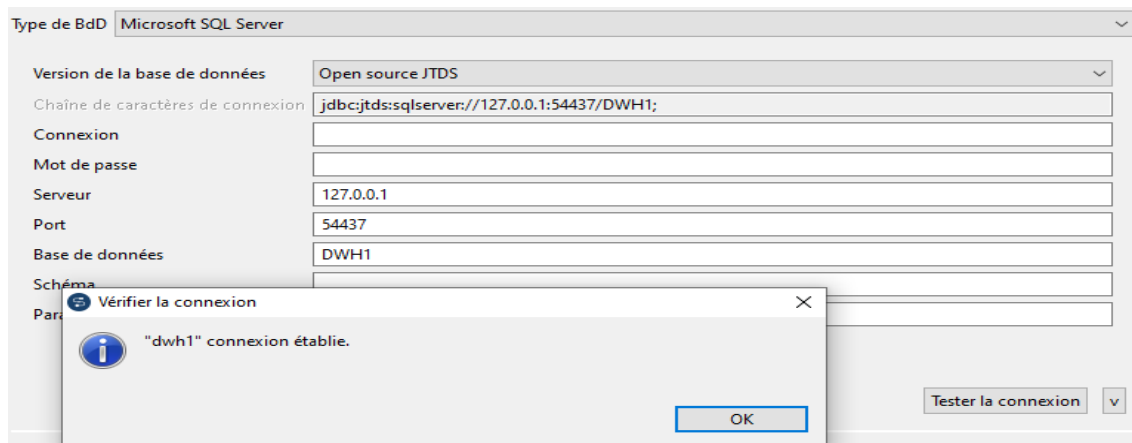 Type de BdD Microsoft SQL Server
Version de la base de données Open source JTDS
Chaîne de caractères de connexion jdbc:jtds:sqlserver://127.0.0.1:54437/DWH1;
Connexion
Mot de passe
Serveur 127.0.0.1
Port 54437
Base de données DWH1
Schéma
Para
Vérifier la connexion
"dwh1" connexion établie.
Tester la connexion v
OK